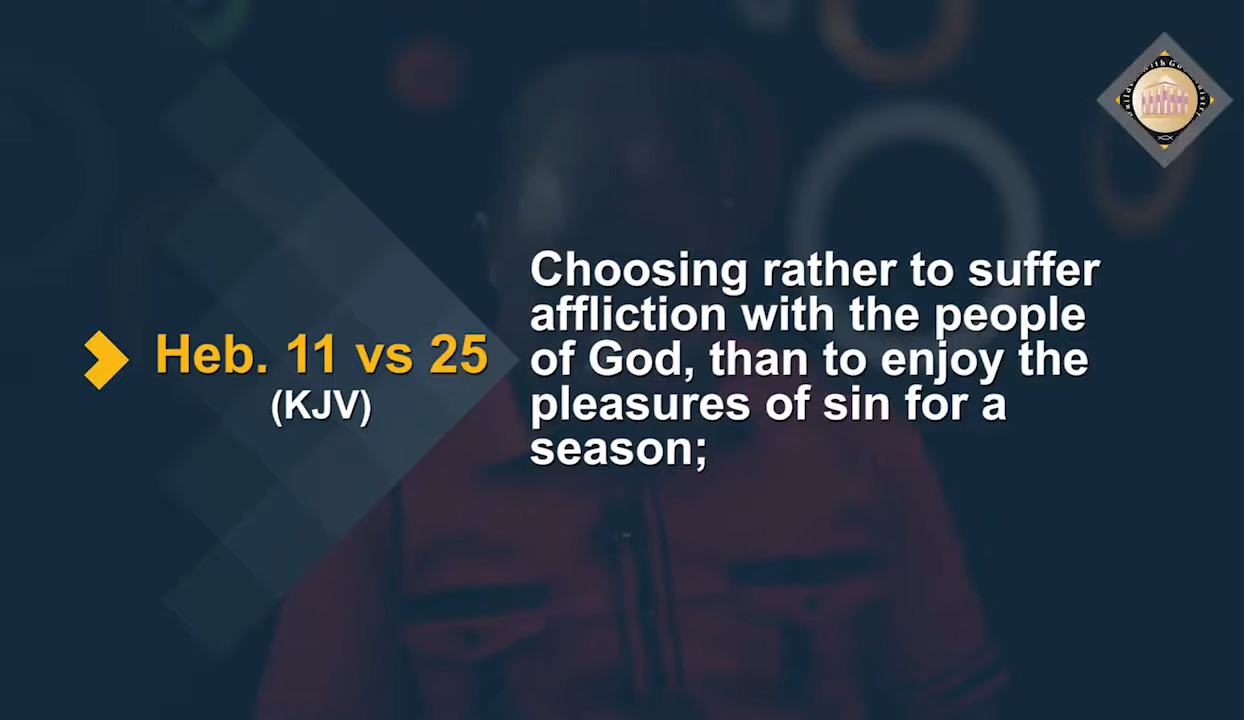 Heb. 11 vs 25
(KJV)
Choosing rather to suffer
affliction with the people
of God, than to enjoy the
pleasures of sin for a
season;